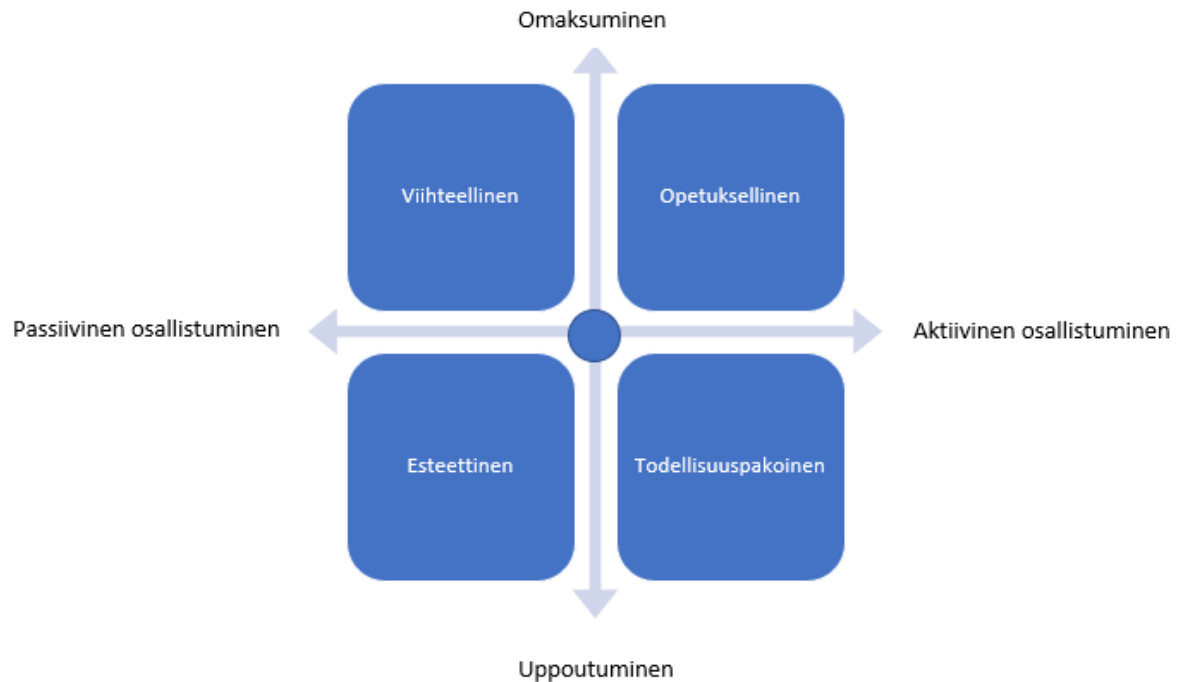 Omaksuminen
Viihteellinen
Opetuksellinen
Passiivinen osallistuminen
Aktiivinen osallistuminen
Esteettinen
Todellisuuspakoinen
Uppoutuminen